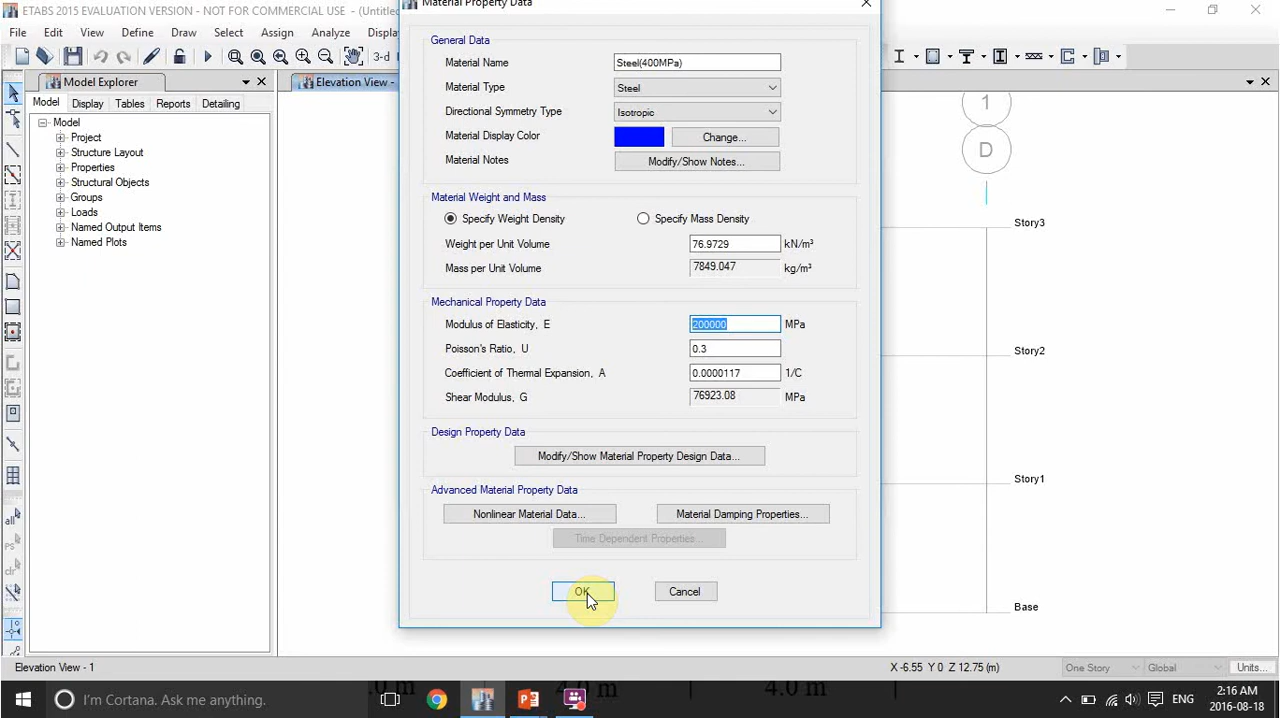 ETABS 2015 EVALUATION VERSION - NOT FOR COMMERCIAL USE - (Untitled
Material Property Data
File Edit View Define Draw Select Assign Analyze Display
3-d
Model Explorer
Elevation View -
Model Display Tables Reports Detailing
Model
Project
Structure Layout
Properties
Structural Objects
Groups
Loads
Named Output Items
Named Plots
General Data
Material Name Steel(400MPa)
Material Type Steel
Directional Symmetry Type Isotropic
Material Display Color Change...
Material Notes Modify/Show Notes...
Material Weight and Mass
Specify Weight Density Specify Mass Density
Weight per Unit Volume 76.9729 kN/m³
Mass per Unit Volume 7849.047 kg/m³
Mechanical Property Data
Modulus of Elasticity, E 200000 MPa
Poisson's Ratio, U 0.3
Coefficient of Thermal Expansion, A 0.0000117 1/C
Shear Modulus, G 76923.08 MPa
Design Property Data
Modify/Show Material Property Design Data...
Advanced Material Property Data
Nonlinear Material Data... Material Damping Properties...
Time Dependent Properties...
OK Cancel
1
D
Story3
Story2
Story1
Base
all
ps
clr
Elevation View - 1
X -6.55 Y 0 Z 12.75 (m)
One Story Global Units...
I'm Cortana. Ask me anything.
.0 m 4.0 m 4.0 m
ENG
2:16 AM
2016-08-18